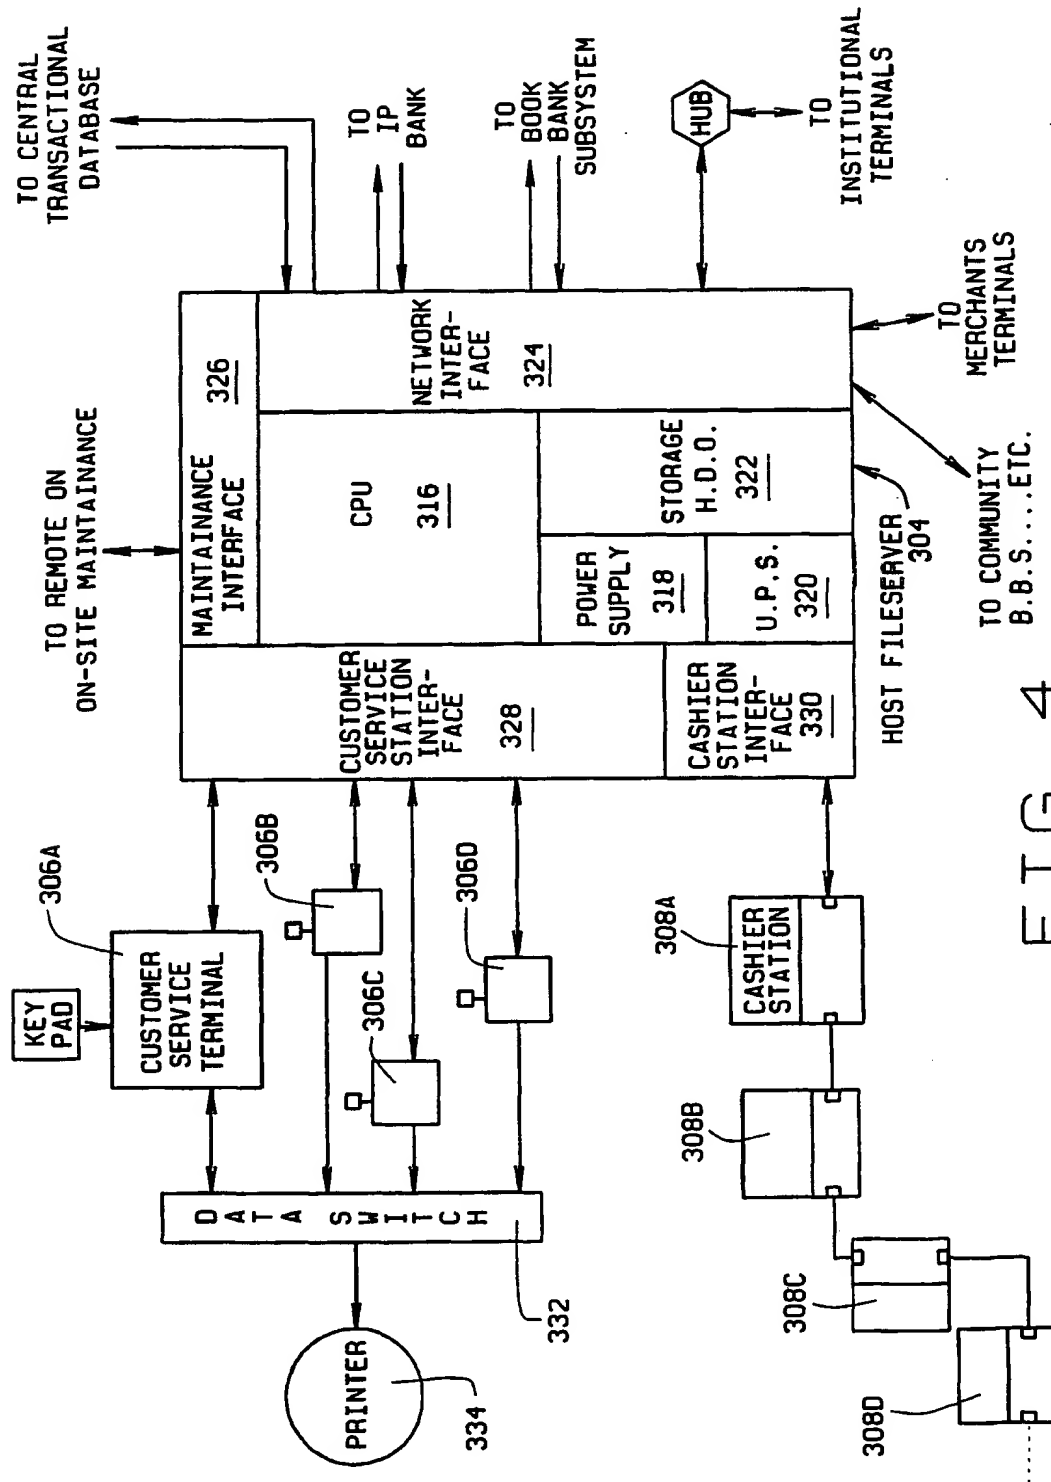 TO CENTRAL
TRANSACTIONAL
DATABASE
TO
IP
BANK
TO
BOOK
BANK
SUBSYSTEM
HUB
TO
INSTITUTIONAL
TERMINALS
TO REMOTE ON
ON-SITE MAINTAINANCE
MAINTAINANCE
INTERFACE
326
NETWORK
INTER-
FACE
324
CPU
316
STORAGE
H.D.O.
322
POWER
SUPPLY
318
U.P.S.
320
CUSTOMER
SERVICE
STATION
INTER-
FACE
328
CASHIER
STATION
INTER-
FACE
330
HOST FILESERVER
304
TO
MERCHANTS
TERMINALS
TO COMMUNITY
B.B.S....ETC.
306A
KEY
PAD
CUSTOMER
SERVICE
TERMINAL
306B
306C
306D
DATA SWITCH
332
PRINTER
334
308A
CASHIER
STATION
308B
308C
308D
FIG 4